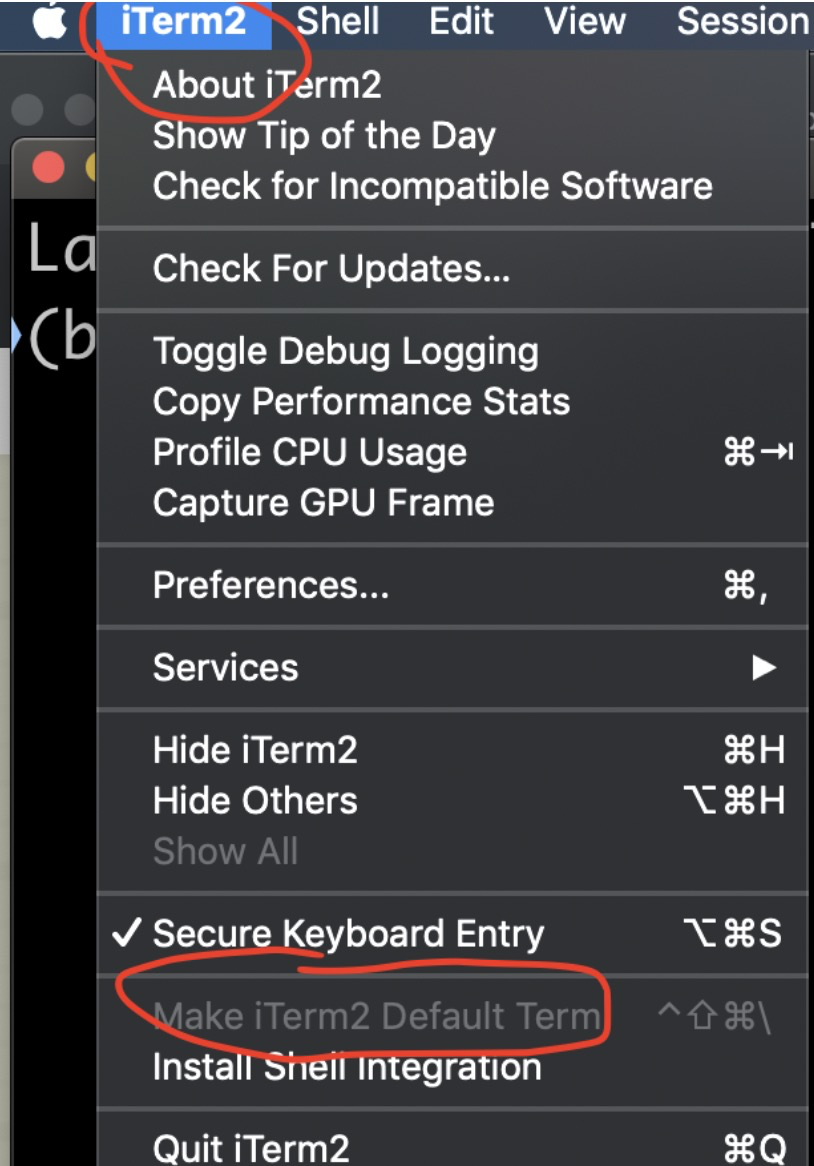 iTerm2 Shell Edit View Session
About iTerm2
Show Tip of the Day
Check for Incompatible Software
La
Check For Updates...
(b
Toggle Debug Logging
Copy Performance Stats
Profile CPU Usage ⌘⇥
Capture GPU Frame
Preferences... ⌘,
Services ▶
Hide iTerm2 ⌘H
Hide Others ⌥⌘H
Show All
✓ Secure Keyboard Entry ⌥⌘S
Make iTerm2 Default Term ^⇧⌘\
Install Shell Integration
Quit iTerm2 ⌘Q